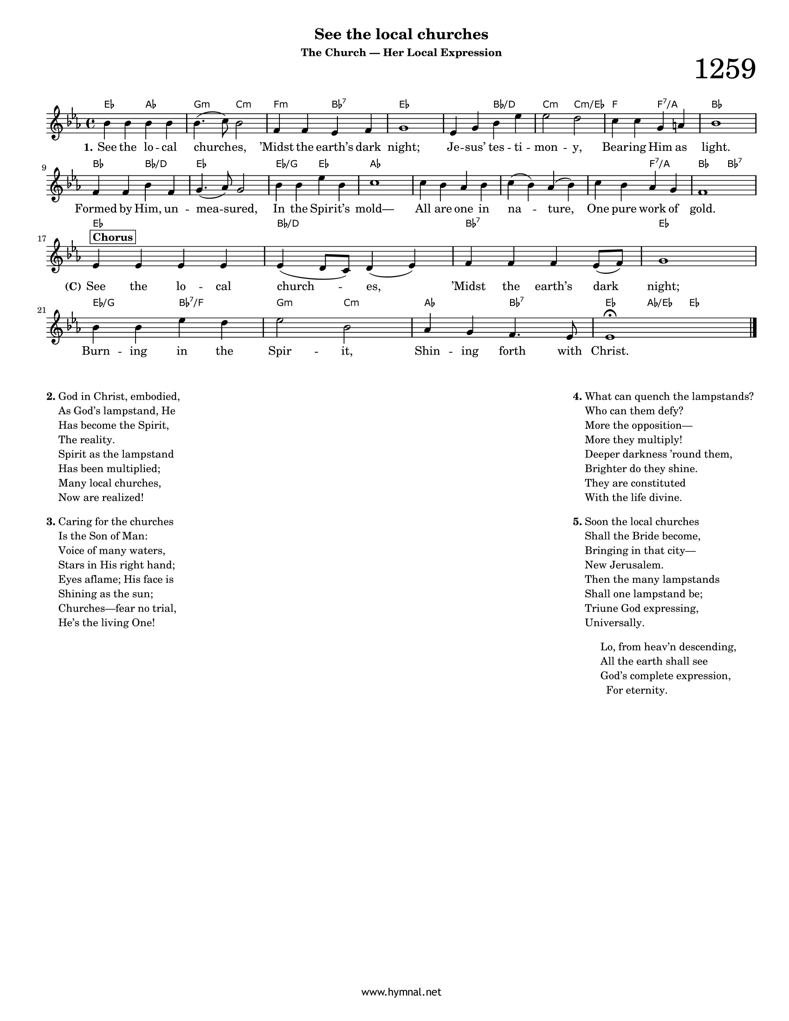 See the local churches
The Church — Her Local Expression
1259
E♭ A♭ Gm Cm Fm B♭7 E♭ B♭/D Cm Cm/E♭ F F7/A B♭
1. See the lo - cal churches, ’Midst the earth’s dark night; Je-sus’ tes - ti - mon - y, Bearing Him as light.
B♭ B♭/D E♭ E♭/G E♭ A♭ F7/A B♭ B♭7
9
Formed by Him, un - mea-sured, In the Spirit’s mold— All are one in na - ture, One pure work of gold.
E♭ B♭/D B♭7 E♭
17 Chorus
(C) See the lo - cal church - es, ’Midst the earth’s dark night;
E♭/G B♭7/F Gm Cm A♭ B♭7 E♭ A♭/E♭ E♭
21
Burn - ing in the Spir - it, Shin - ing forth with Christ.
2. God in Christ, embodied,
As God’s lampstand, He
Has become the Spirit,
The reality.
Spirit as the lampstand
Has been multiplied;
Many local churches,
Now are realized!
3. Caring for the churches
Is the Son of Man:
Voice of many waters,
Stars in His right hand;
Eyes aflame; His face is
Shining as the sun;
Churches—fear no trial,
He’s the living One!
4. What can quench the lampstands?
Who can them defy?
More the opposition—
More they multiply!
Deeper darkness ’round them,
Brighter do they shine.
They are constituted
With the life divine.
5. Soon the local churches
Shall the Bride become,
Bringing in that city—
New Jerusalem.
Then the many lampstands
Shall one lampstand be;
Triune God expressing,
Universally.
Lo, from heav’n descending,
All the earth shall see
God’s complete expression,
For eternity.
www.hymnal.net